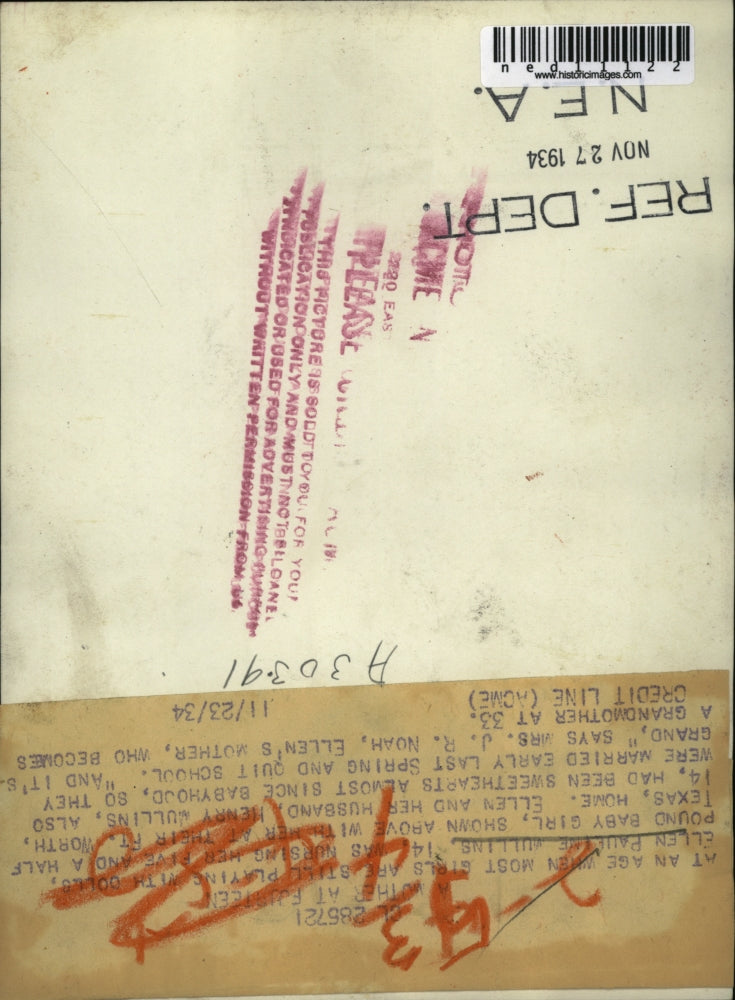 ned11122
www.historicimages.com
N.E.A.
NOV 27 1934
REF. DEPT.
ACME N
EAS
PLEASE
THIS PICTURE IS SOLD TO YOU FOR YOUR
PUBLICATION ONLY AND MUST NOT BE LOANED
SYNDICATED OR USED FOR ADVERTISING PURPOSES
WITHOUT WRITTEN PERMISSION FROM US.
A30391
CL 285721
A MOTHER AT FOURTEEN
AT AN AGE WHEN MOST GIRLS ARE STILL PLAYING WITH DOLLS,
ELLEN PAULINE MULLINS, 14, WAS NURSING HER FIVE AND A HALF
POUND BABY GIRL, SHOWN ABOVE WITH HER AT THEIR FT. WORTH,
TEXAS, HOME. ELLEN AND HER HUSBAND, HENRY MULLINS, ALSO
14, HAD BEEN SWEETHEARTS ALMOST SINCE BABYHOOD, SO THEY
WERE MARRIED EARLY LAST SPRING AND QUIT SCHOOL. "AND IT'S
GRAND," SAYS MRS. J. R. NOAH, ELLEN'S MOTHER, WHO BECOMES
A GRANDMOTHER AT 33.
CREDIT LINE (ACME) 11/23/34